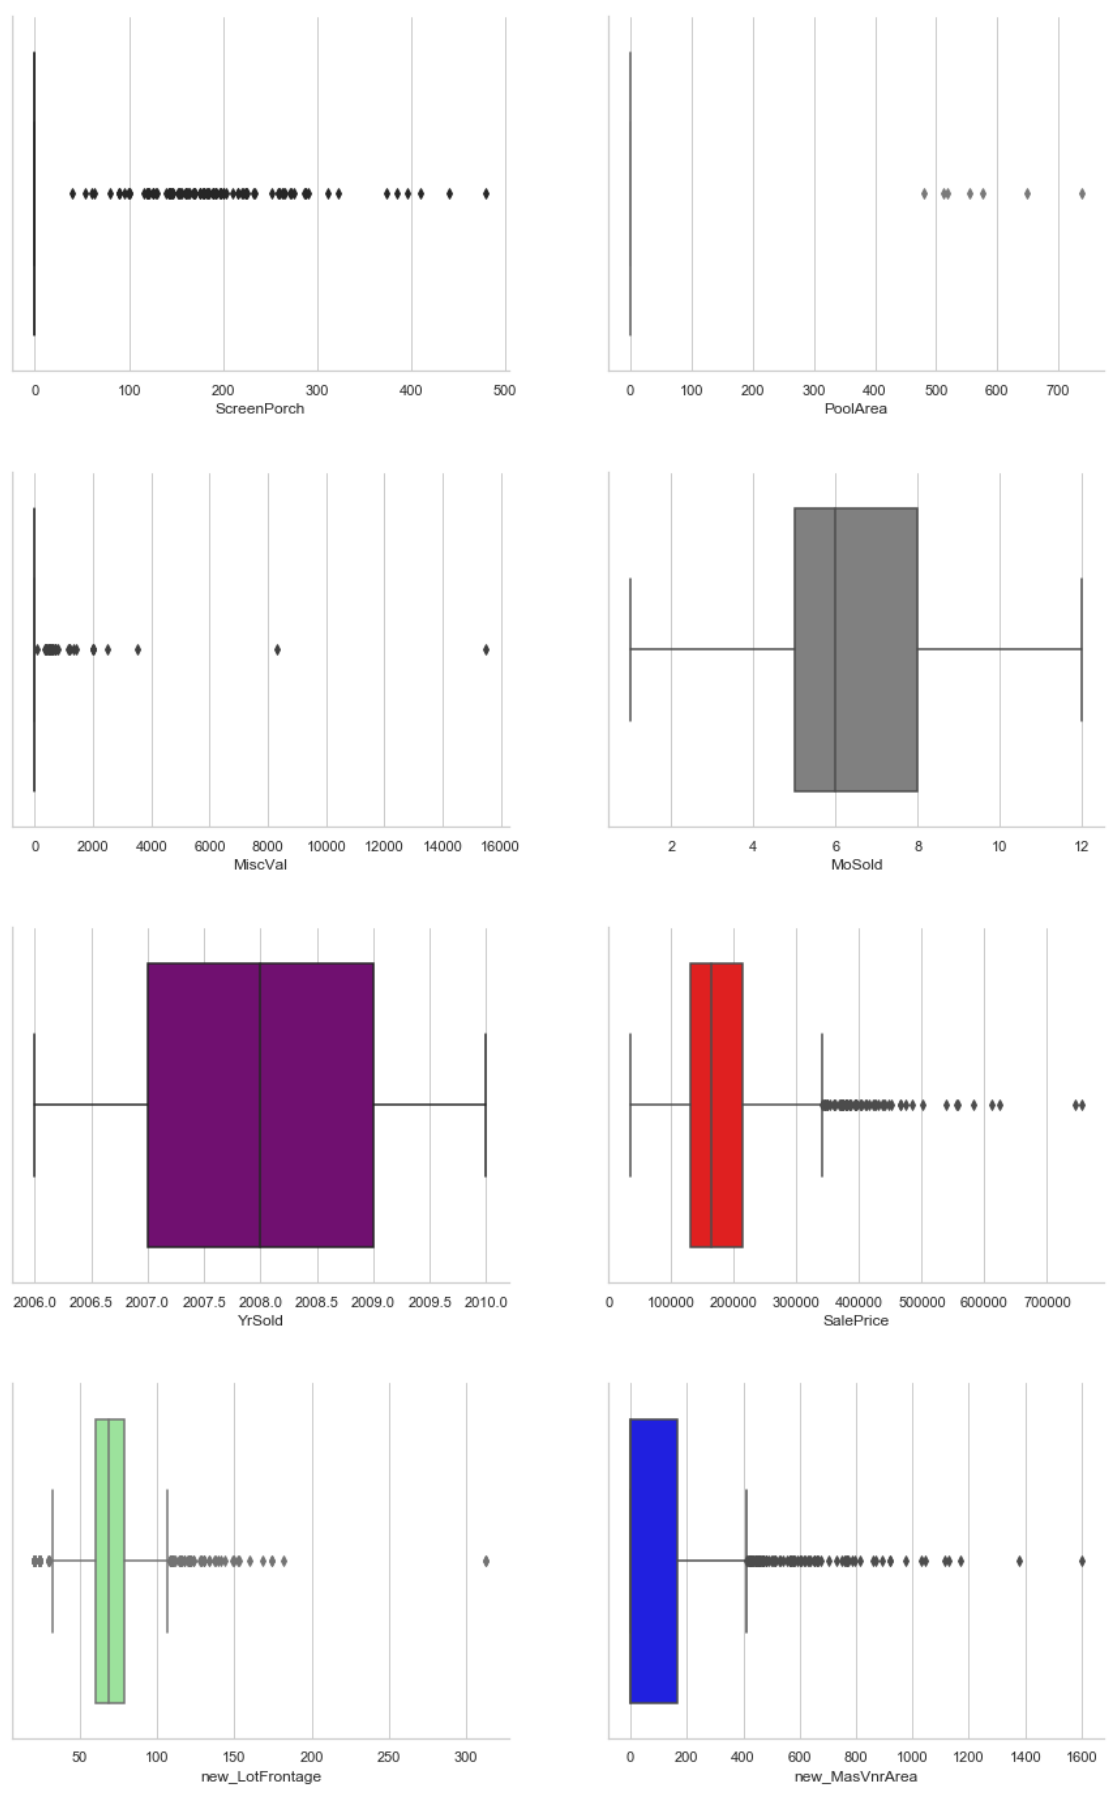 0 100 200 300 400 500
ScreenPorch
0 100 200 300 400 500 600 700
PoolArea
0 2000 4000 6000 8000 10000 12000 14000 16000
MiscVal
2 4 6 8 10 12
MoSold
2006.0 2006.5 2007.0 2007.5 2008.0 2008.5 2009.0 2009.5 2010.0
YrSold
0 100000 200000 300000 400000 500000 600000 700000
SalePrice
50 100 150 200 250 300
new_LotFrontage
0 200 400 600 800 1000 1200 1400 1600
new_MasVnrArea